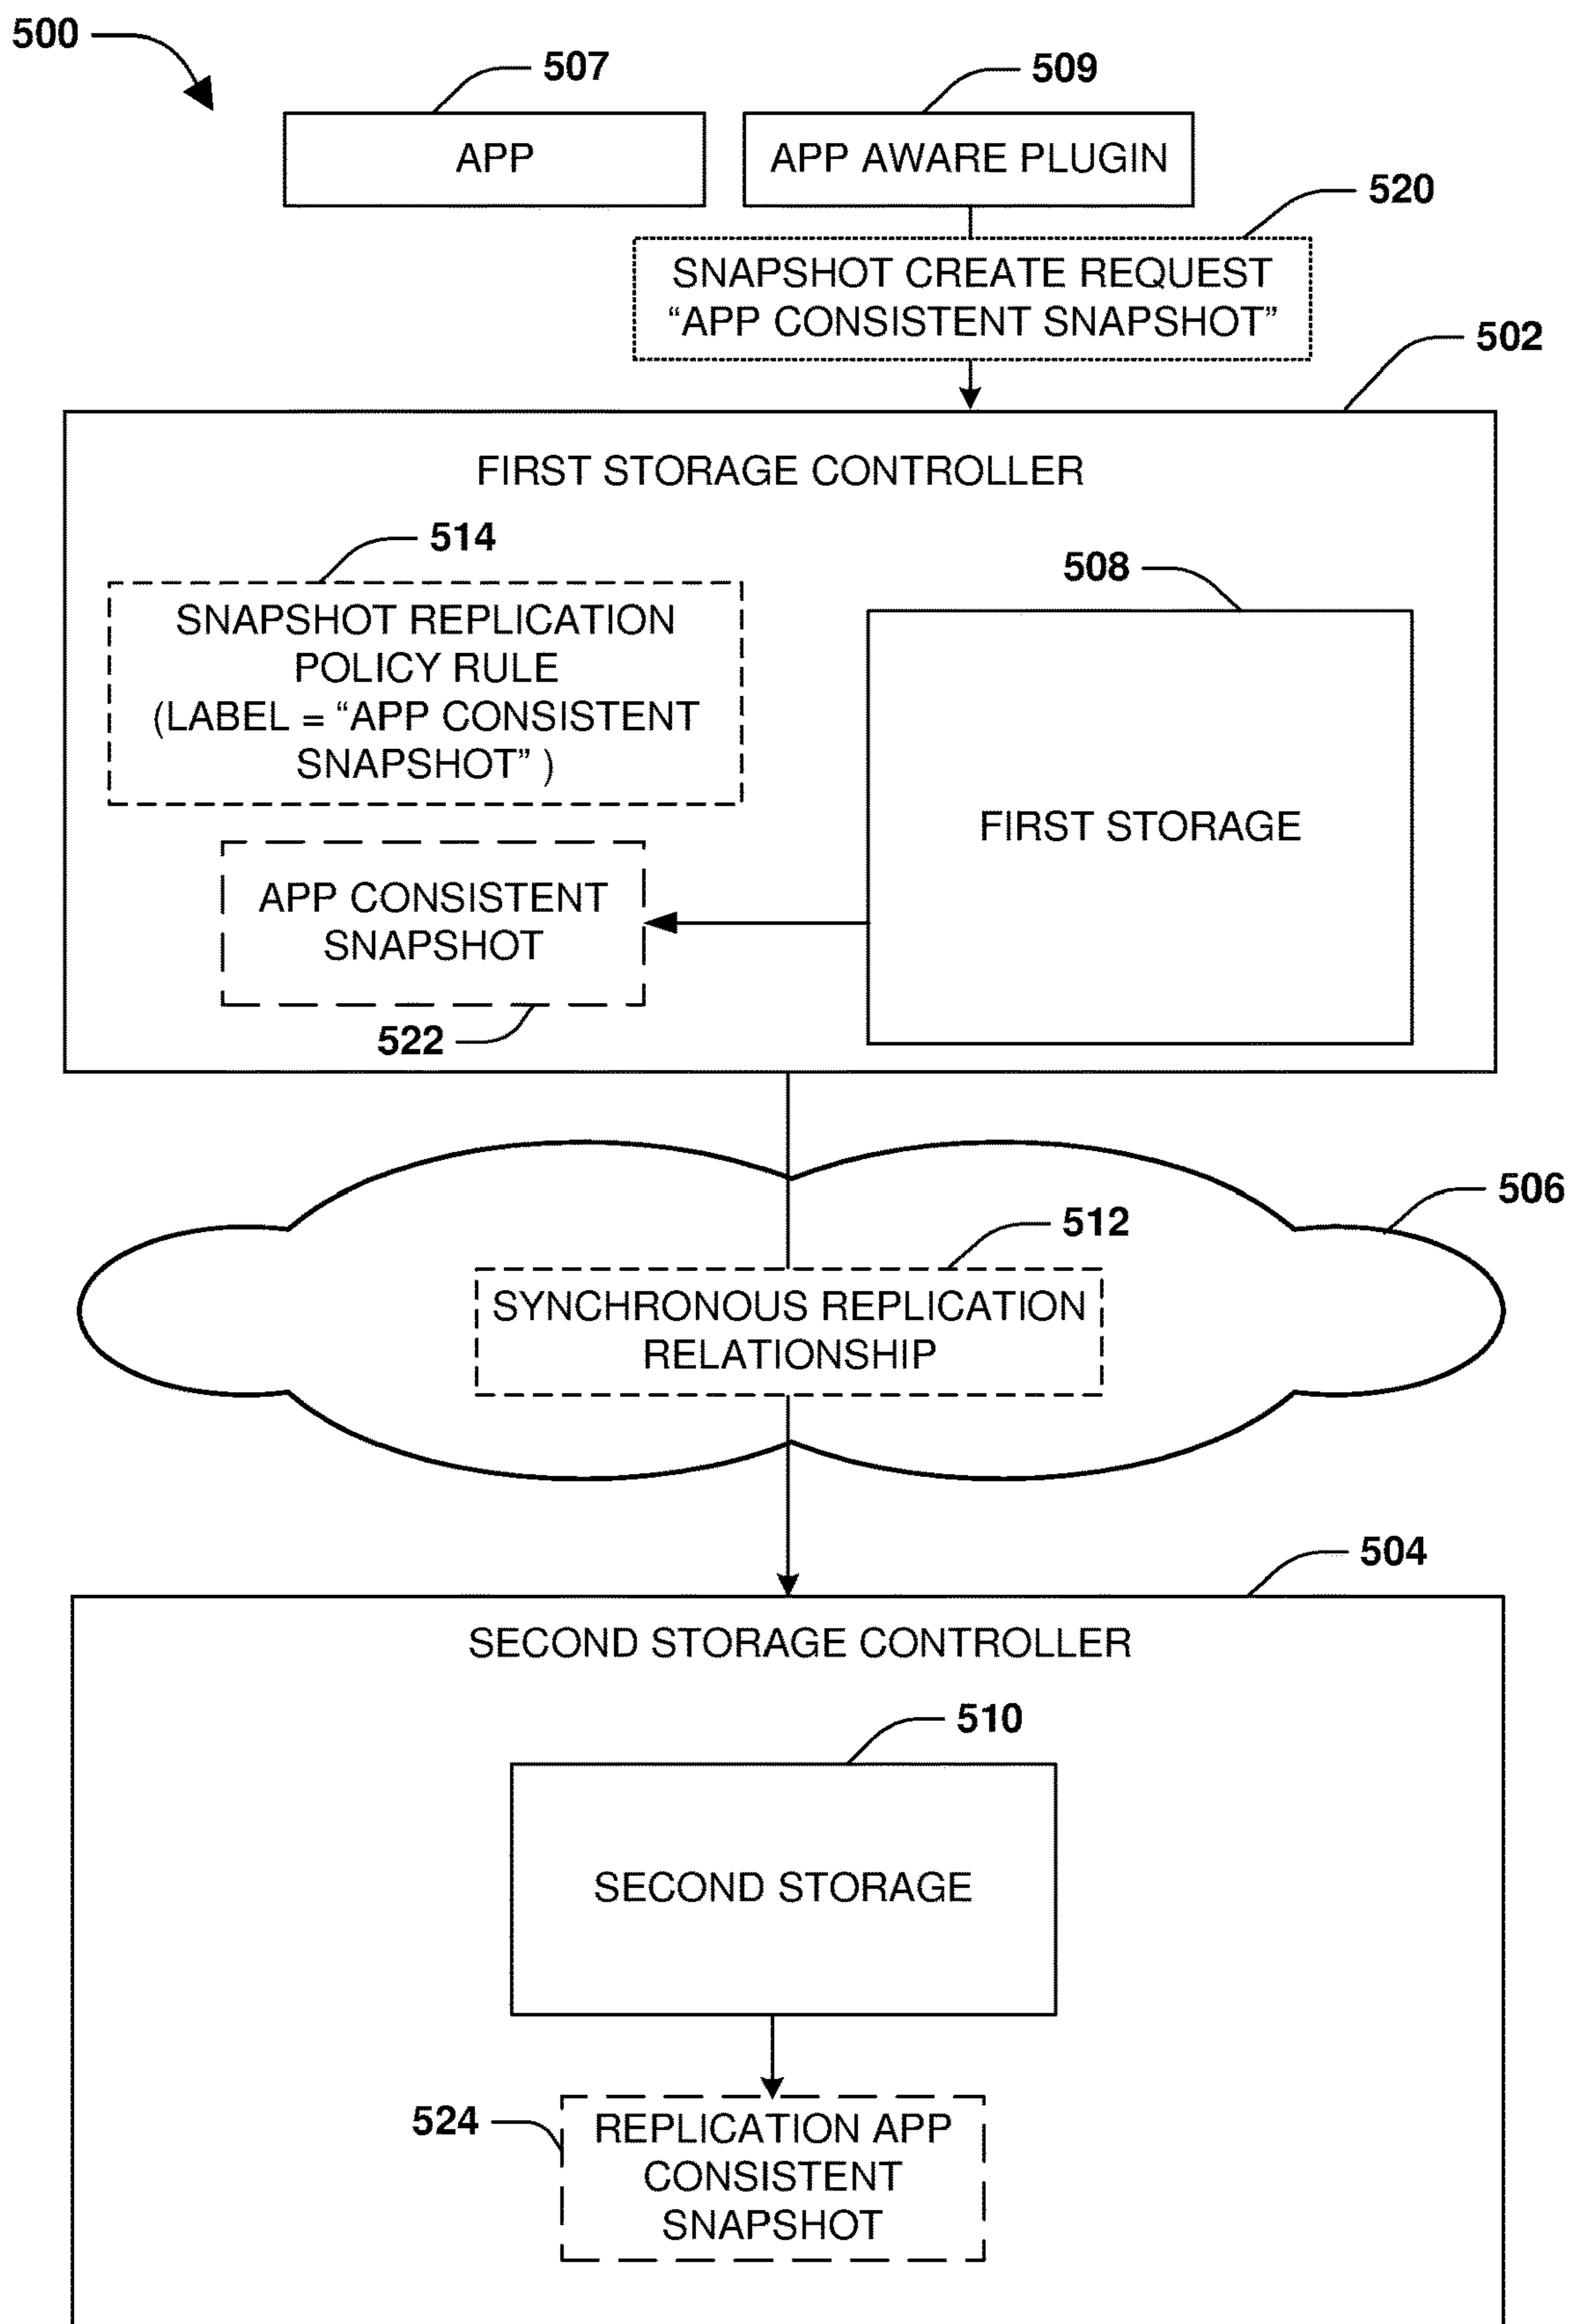 500
507
509
APP
APP AWARE PLUGIN
520
SNAPSHOT CREATE REQUEST
“APP CONSISTENT SNAPSHOT”
502
FIRST STORAGE CONTROLLER
514
508
SNAPSHOT REPLICATION
POLICY RULE
(LABEL = “APP CONSISTENT
SNAPSHOT” )
FIRST STORAGE
APP CONSISTENT
SNAPSHOT
522
506
512
SYNCHRONOUS REPLICATION
RELATIONSHIP
504
SECOND STORAGE CONTROLLER
510
SECOND STORAGE
524
REPLICATION APP
CONSISTENT
SNAPSHOT